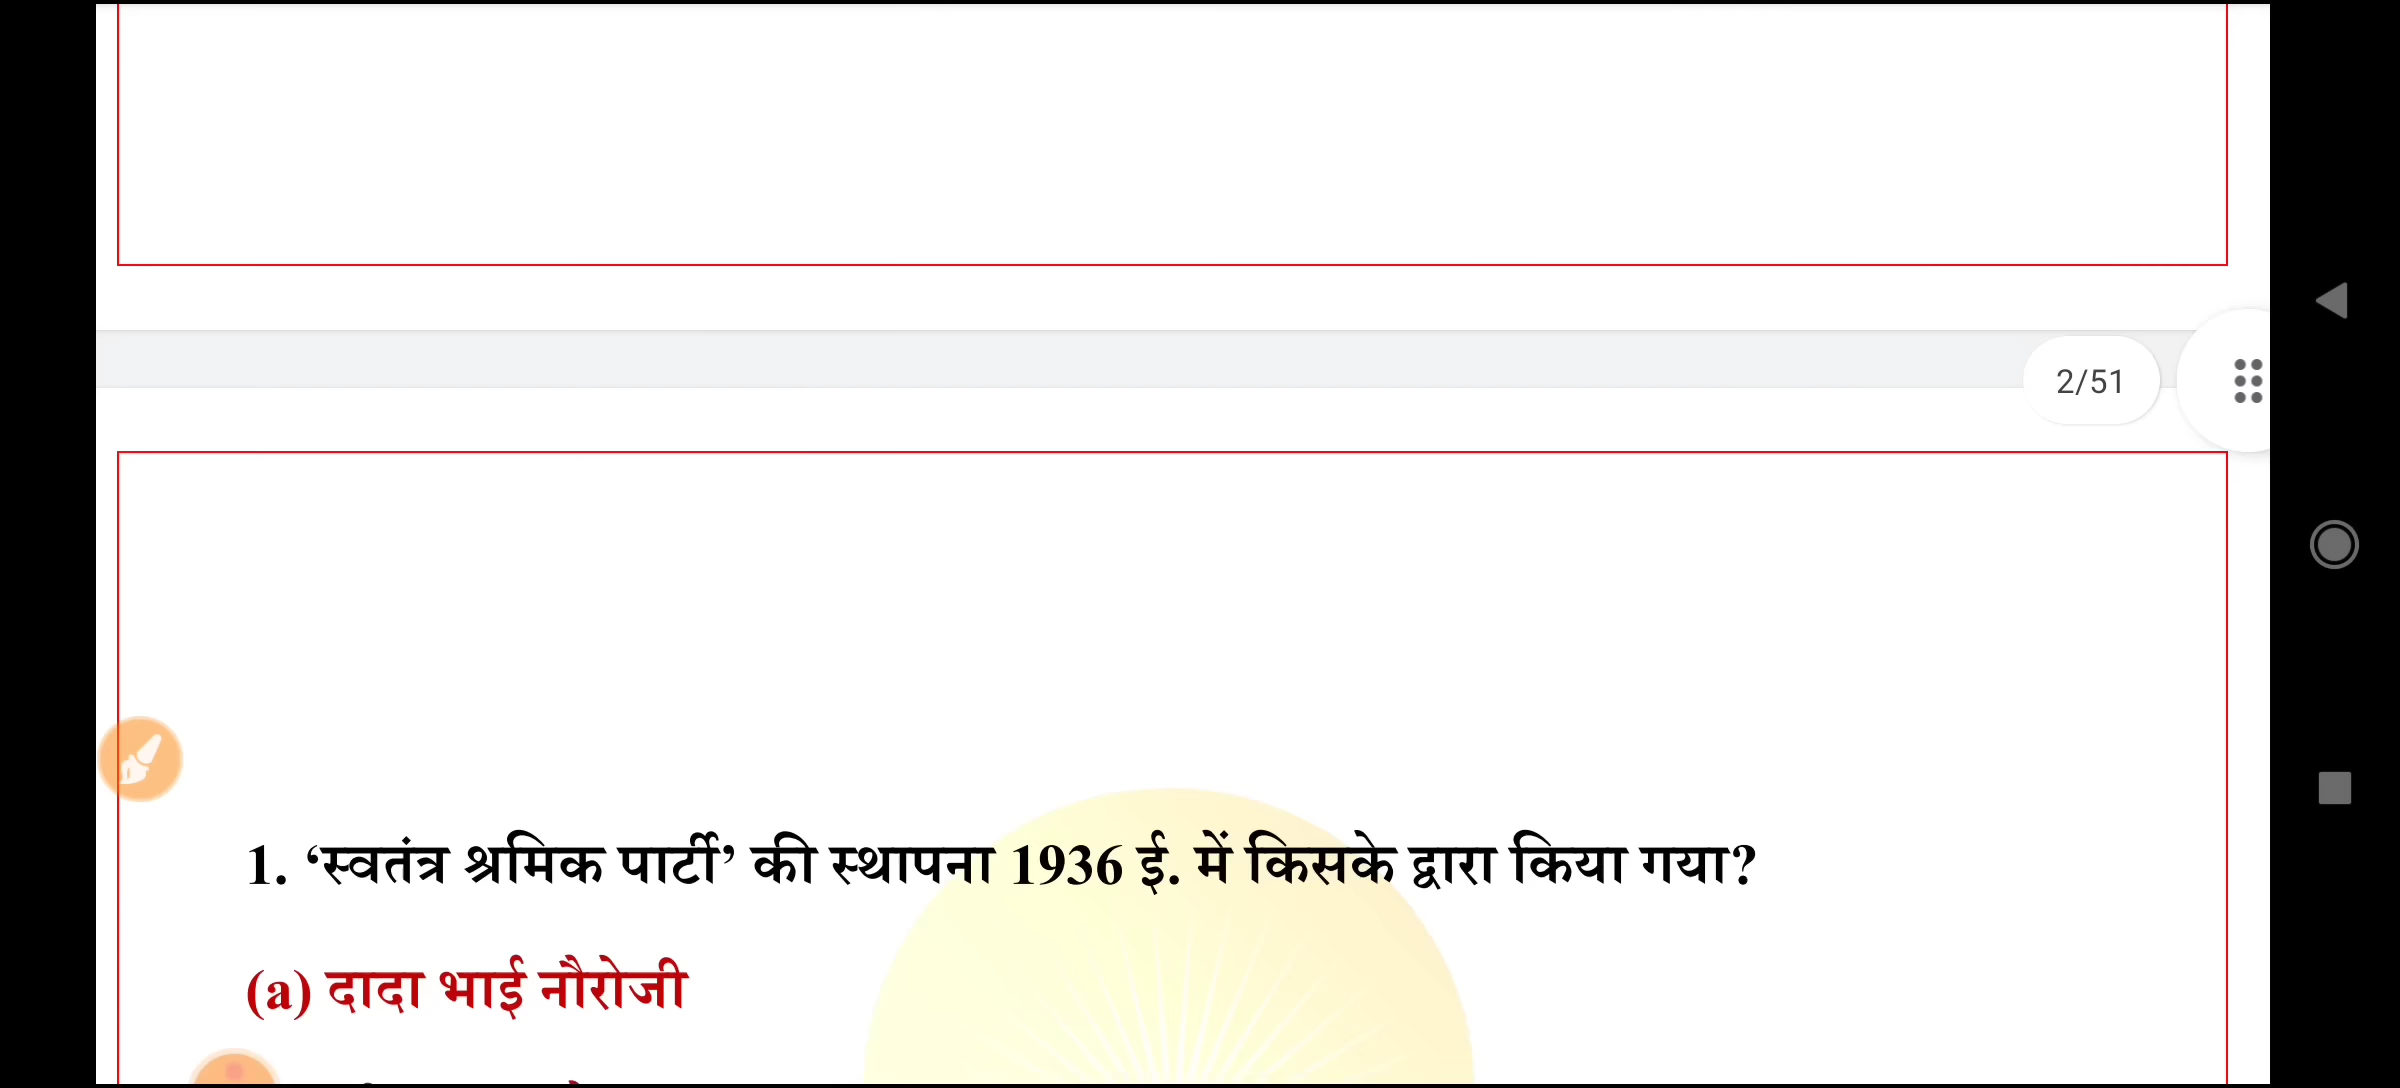 2/51
1. ‘स्वतंत्र श्रमिक पार्टी’ की स्थापना 1936 ई. में किसके द्वारा किया गया?
(a) दादा भाई नौरोजी